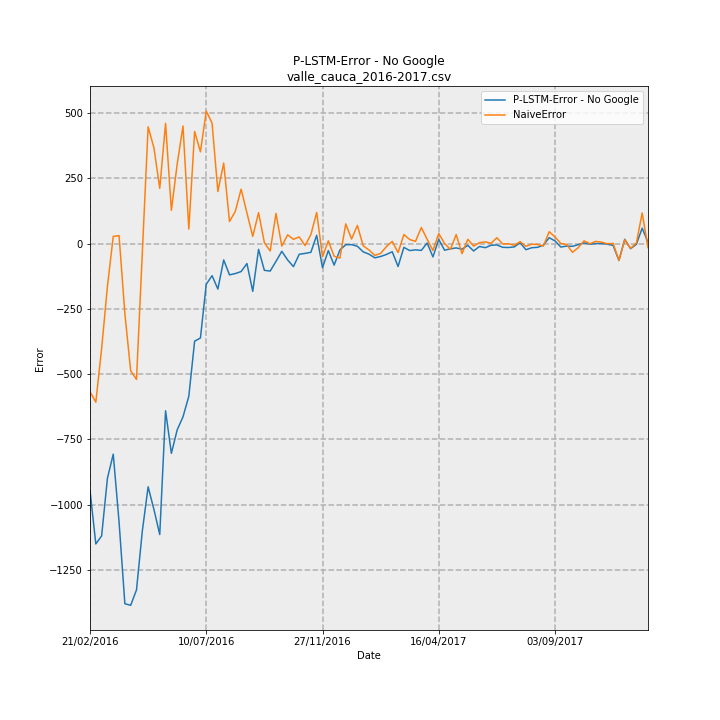 P-LSTM-Error - No Google
valle_cauca_2016-2017.csv
P-LSTM-Error - No Google
NaiveError
500
250
0
−250
−500
−750
−1000
−1250
Error
21/02/2016 10/07/2016 27/11/2016 16/04/2017 03/09/2017
Date